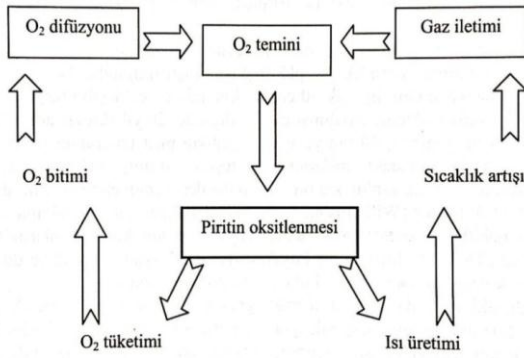 O₂ difüzyonu
O₂ temini
Gaz iletimi
O₂ bitimi
Sıcaklık artışı
Piritin oksitlenmesi
O₂ tüketimi
Isı üretimi